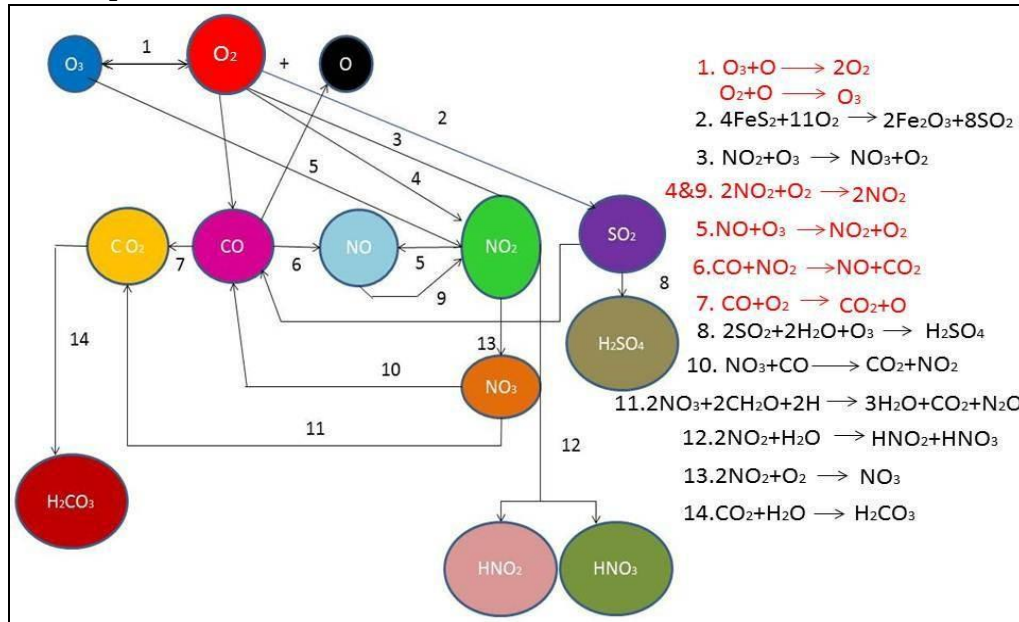 1
O₃
O₂
+
O
2
3
5
4
C O₂
7
CO
6
NO
5
NO₂
9
SO₂
8
14
13
H₂SO₄
10
NO₃
11
12
H₂CO₃
HNO₂
HNO₃
1. O₃+O ⟶ 2O₂
O₂+O ⟶ O₃
2. 4FeS₂+11O₂ → 2Fe₂O₃+8SO₂
3. NO₂+O₃ → NO₃+O₂
4&9. 2NO₂+O₂ → 2NO₂
5.NO+O₃ → NO₂+O₂
6.CO+NO₂ → NO+CO₂
7. CO+O₂ → CO₂+O
8. 2SO₂+2H₂O+O₃ → H₂SO₄
10. NO₃+CO ⟶ CO₂+NO₂
11.2NO₃+2CH₂O+2H → 3H₂O+CO₂+N₂O
12.2NO₂+H₂O → HNO₂+HNO₃
13.2NO₂+O₂ → NO₃
14.CO₂+H₂O → H₂CO₃